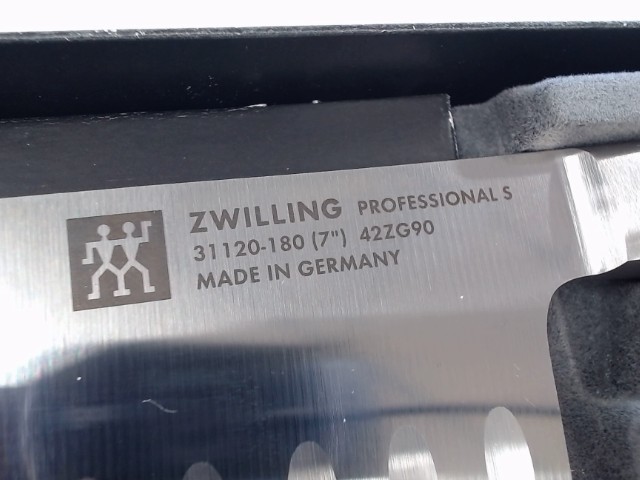 ZWILLING PROFESSIONAL S
31120-180 (7") 42ZG90
MADE IN GERMANY